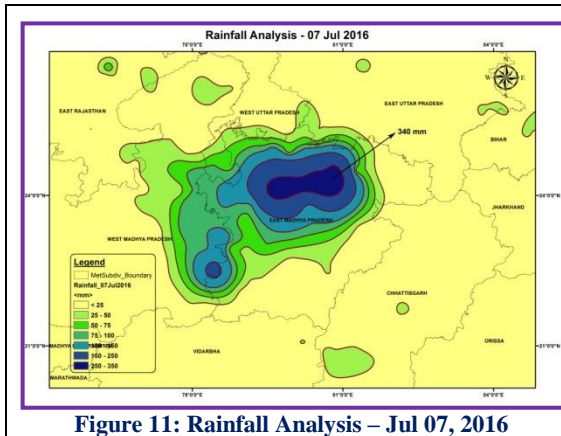 Rainfall Analysis - 07 Jul 2016
78°0'0"E 81°0'0"E 84°0'0"E
N
W E
S
EAST RAJASTHAN
WEST UTTAR PRADESH
EAST UTTAR PRADESH
340 mm
BIHAR
24°0'0"N 24°0'0"N
JHARKHAND
EAST MADHYA PRADESH
WEST MADHYA PRADESH
Legend
MetSubdiv_Boundary
Rainfall_07Jul2016
<mm>
< 25
25 - 50
50 - 75
75 - 100
150 - 250
250 - 350
CHHATTISGARH
ORISSA
21°0'0"N 21°0'0"N
VIDARBHA
MARATHWADA
78°0'0"E 81°0'0"E 84°0'0"E
Figure 11: Rainfall Analysis – Jul 07, 2016